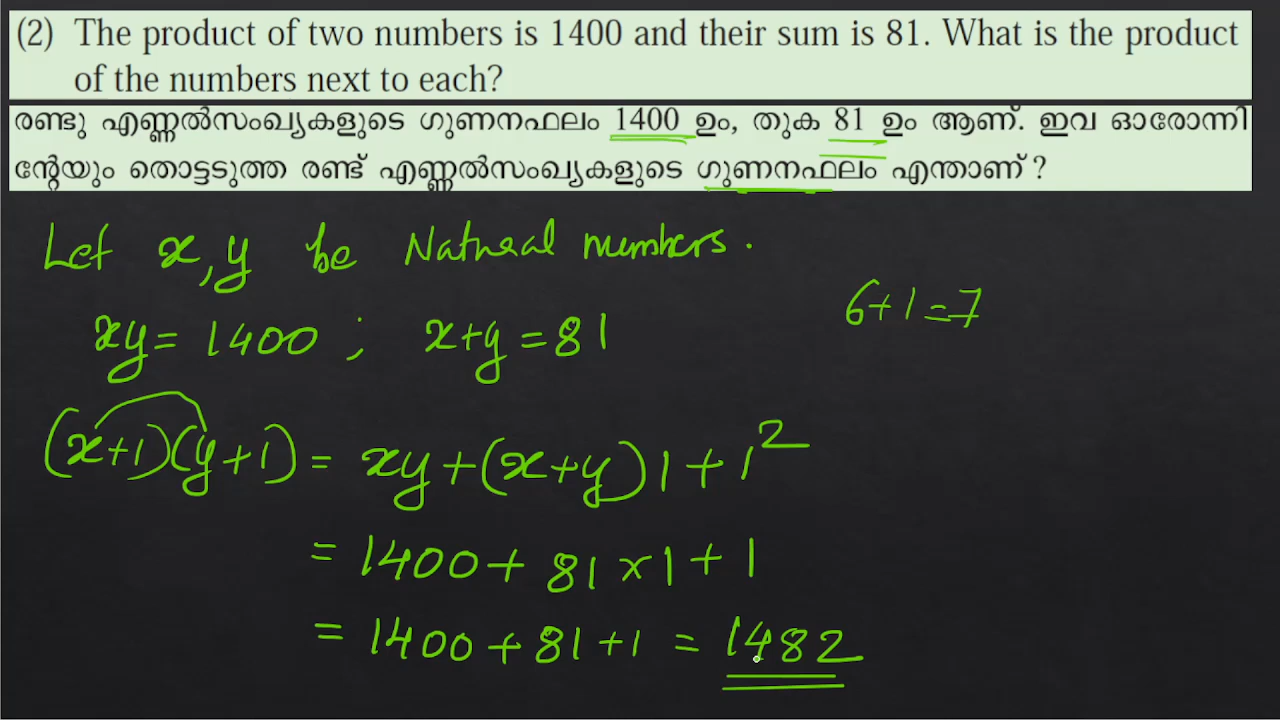 (2) The product of two numbers is 1400 and their sum is 81. What is the product
of the numbers next to each?
രണ്ടു എണ്ണൽസംഖ്യകളുടെ ഗുണനഫലം 1400 ഉം, തുക 81 ഉം ആണ്. ഇവ ഓരോന്നി
ന്റേയും തൊട്ടടുത്ത രണ്ട് എണ്ണൽസംഖ്യകളുടെ ഗുണനഫലം എന്താണ് ?
Let x, y be Natural numbers.
6+1=7
xy = 1400 ; x+y = 81
(x+1)(y+1) = xy+(x+y)1+1²
= 1400+ 81×1+1
= 1400+81+1 = 1482